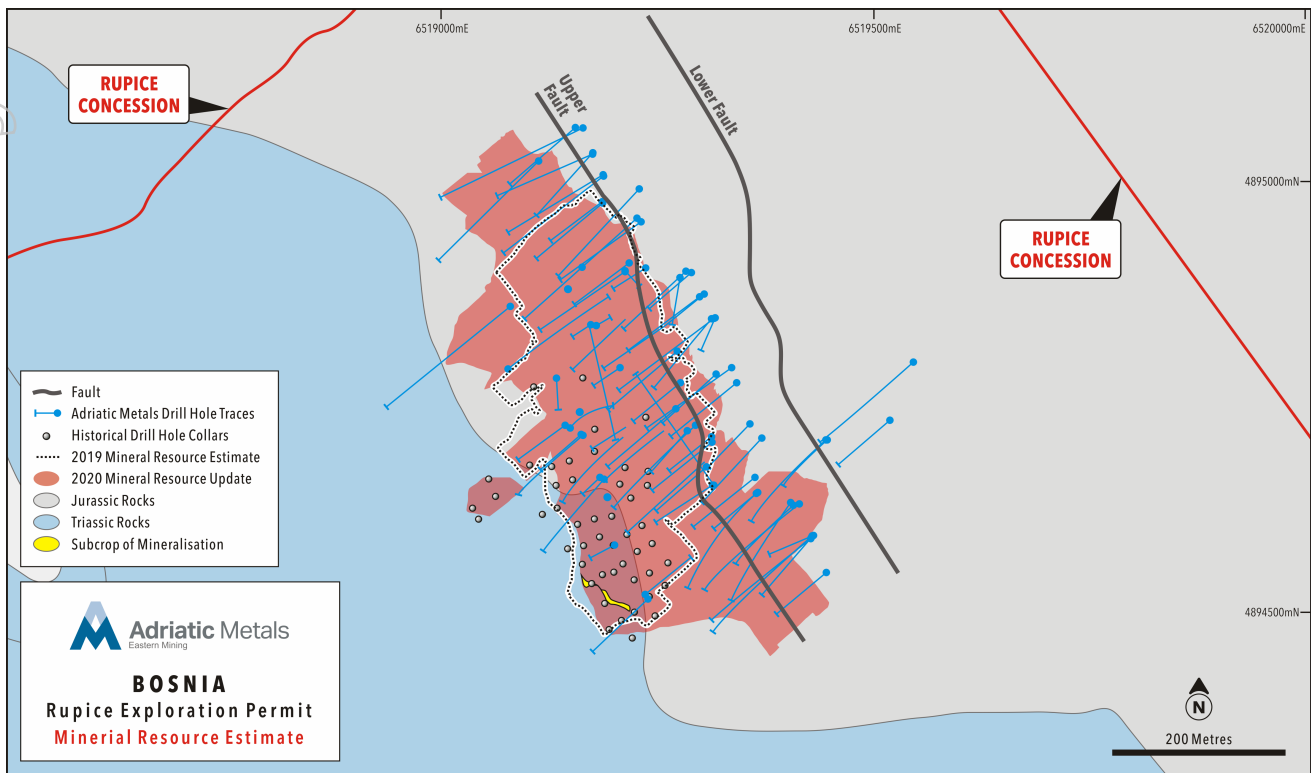 6519000mE
6519500mE
6520000mE
RUPICE
CONCESSION
Upper
Fault
Lower Fault
4895000mN
RUPICE
CONCESSION
Fault
Adriatic Metals Drill Hole Traces
Historical Drill Hole Collars
2019 Mineral Resource Estimate
2020 Mineral Resource Update
Jurassic Rocks
Triassic Rocks
Subcrop of Mineralisation
4894500mN
Adriatic Metals
Eastern Mining
BOSNIA
Rupice Exploration Permit
Minerial Resource Estimate
N
200 Metres